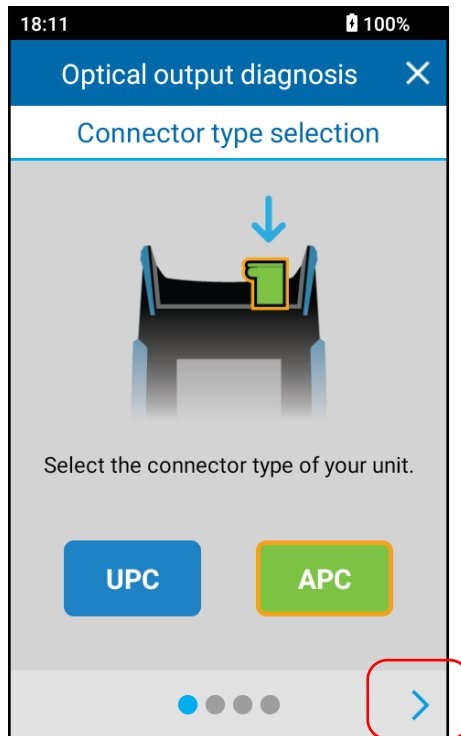 18:11 100%
Optical output diagnosis
Connector type selection
Select the connector type of your unit.
UPC APC